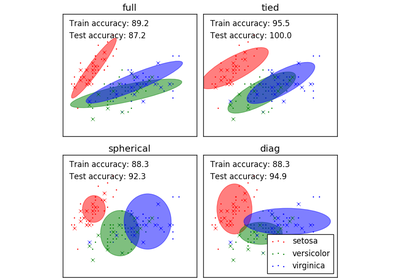 full
Train accuracy: 89.2
Test accuracy: 87.2
tied
Train accuracy: 95.5
Test accuracy: 100.0
spherical
Train accuracy: 88.3
Test accuracy: 92.3
diag
Train accuracy: 88.3
Test accuracy: 94.9
setosa
versicolor
virginica